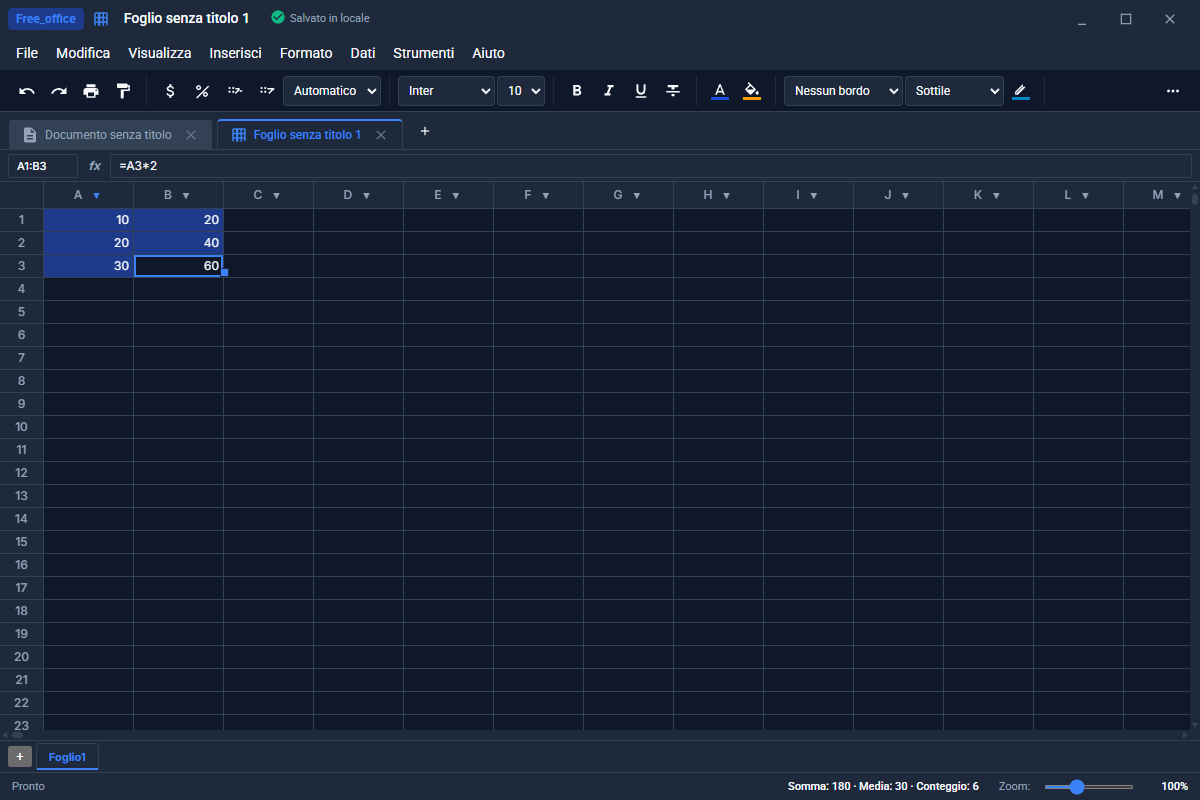 Free_office Foglio senza titolo 1 Salvato in locale
File Modifica Visualizza Inserisci Formato Dati Strumenti Aiuto
$ % Automatico Inter 10 B I U A Nessun bordo Sottile
Documento senza titolo Foglio senza titolo 1 +
A1:B3 fx =A3*2
A B C D E F G H I J K L M
1 10 20
2 20 40
3 30 60
4
5
6
7
8
9
10
11
12
13
14
15
16
17
18
19
20
21
22
23
+ Foglio1
Pronto Somma: 180 · Media: 30 · Conteggio: 6 Zoom: 100%